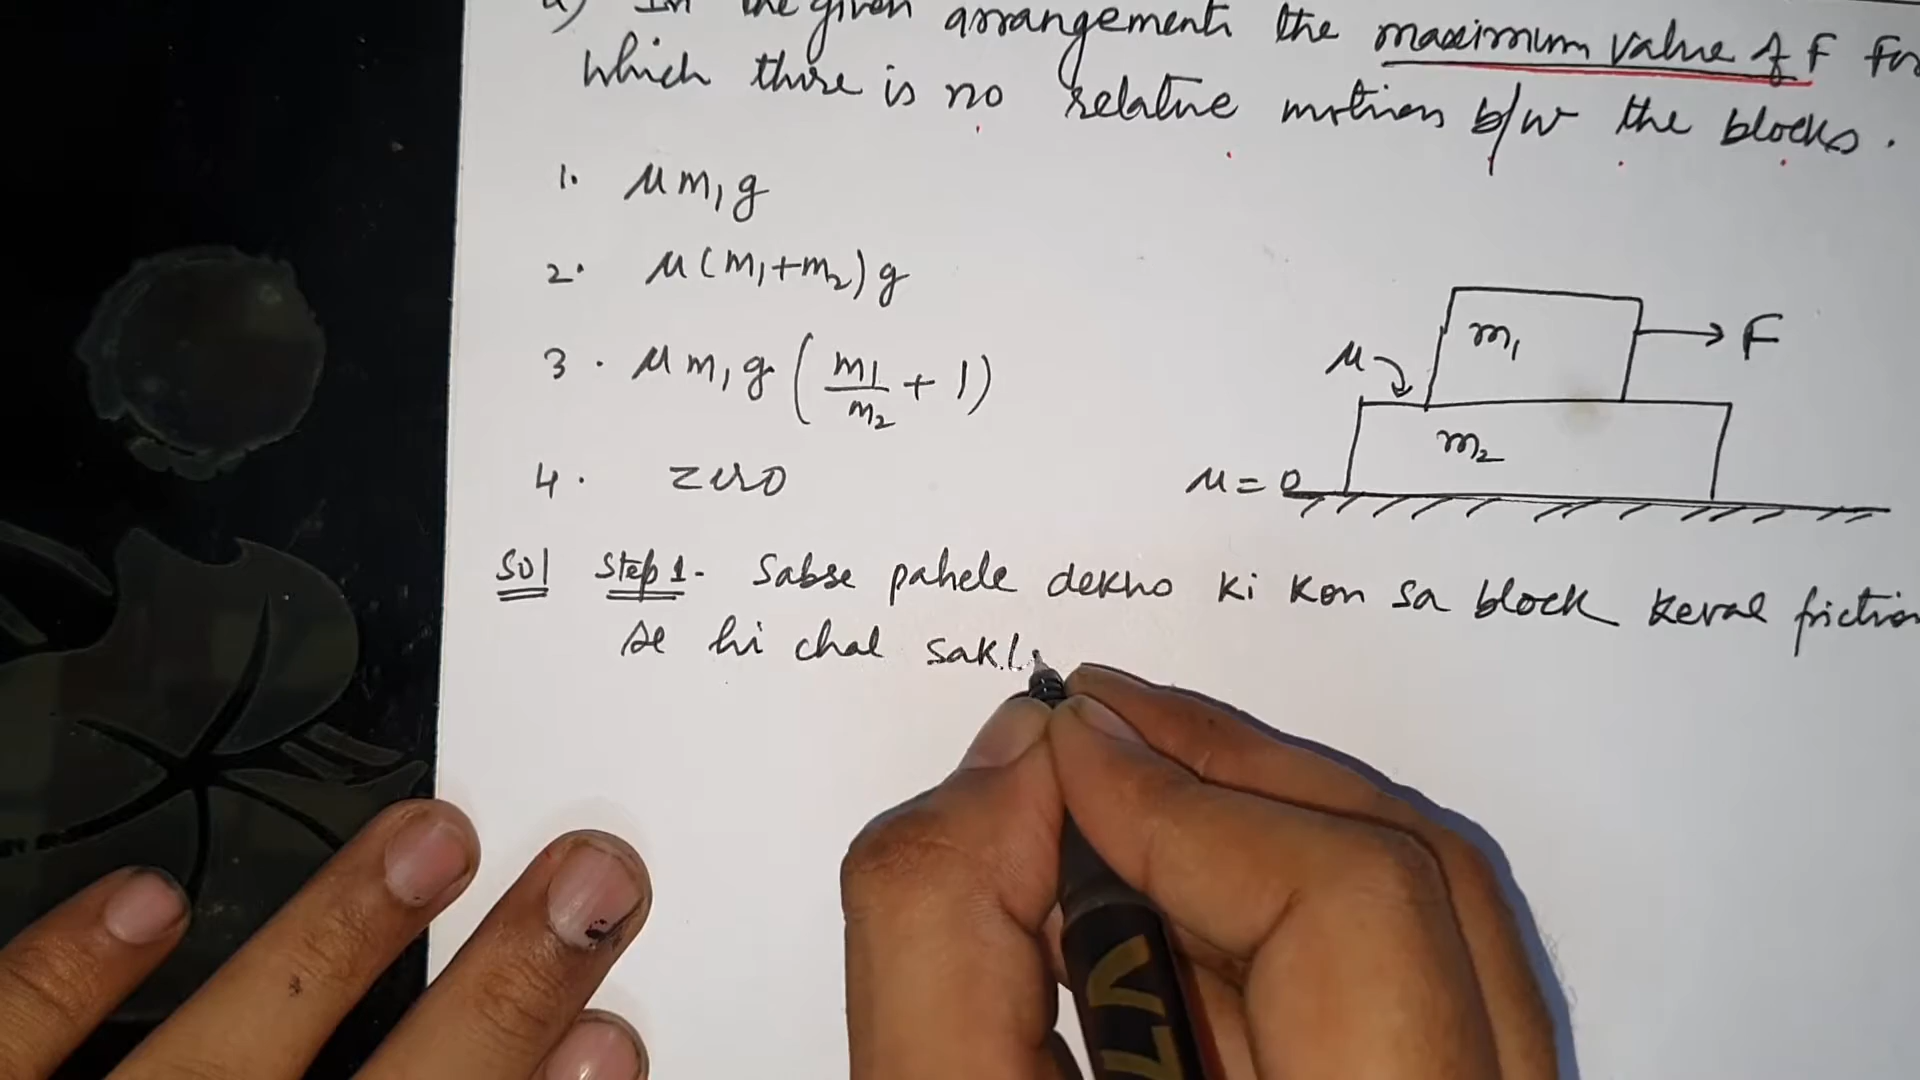 In the given arrangement the maximum value of F for
which there is no relative motion b/w the blocks.
1. μm₁g
2. μ(m₁+m₂)g
3. μm₁g(m₁/m₂ + 1)
4. zero
m₁
F
μ
m₂
μ=0
Sol Step 1- Sabse pahele dekho ki kon sa block keval friction
se hi chal
V7